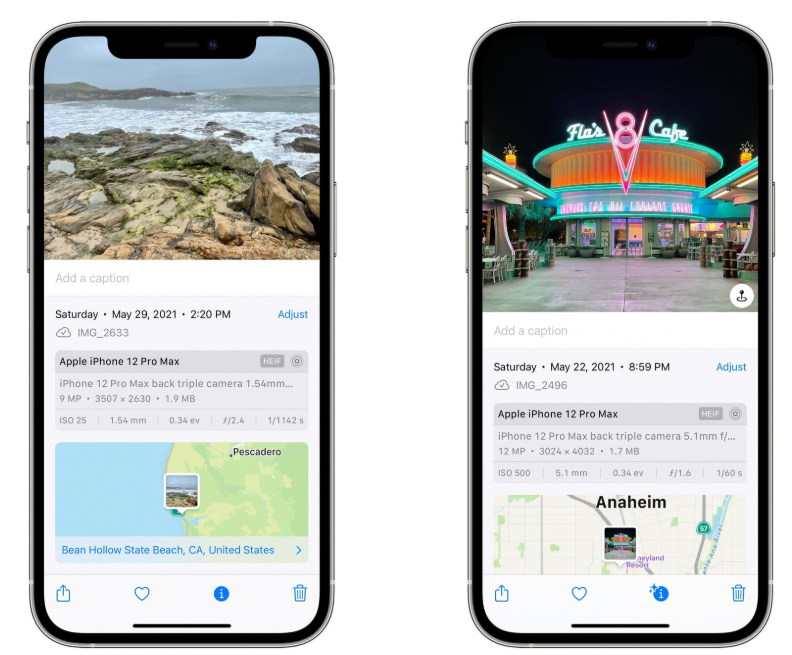 Add a caption
Saturday • May 29, 2021 • 2:20 PM
Adjust
IMG_2633
Apple iPhone 12 Pro Max
HEIF
iPhone 12 Pro Max back triple camera 1.54mm...
9 MP • 3507 × 2630 • 1.9 MB
ISO 25 | 1.54 mm | 0.34 ev | ƒ/2.4 | 1/1142 s
Pescadero
Bean Hollow State Beach, CA, United States
Flo's V8 Cafe
Add a caption
Saturday • May 22, 2021 • 8:59 PM
Adjust
IMG_2496
Apple iPhone 12 Pro Max
HEIF
iPhone 12 Pro Max back triple camera 5.1mm f/...
12 MP • 3024 × 4032 • 1.7 MB
ISO 500 | 5.1 mm | 0.34 ev | ƒ/1.6 | 1/60 s
Anaheim
57
neyland
Resort